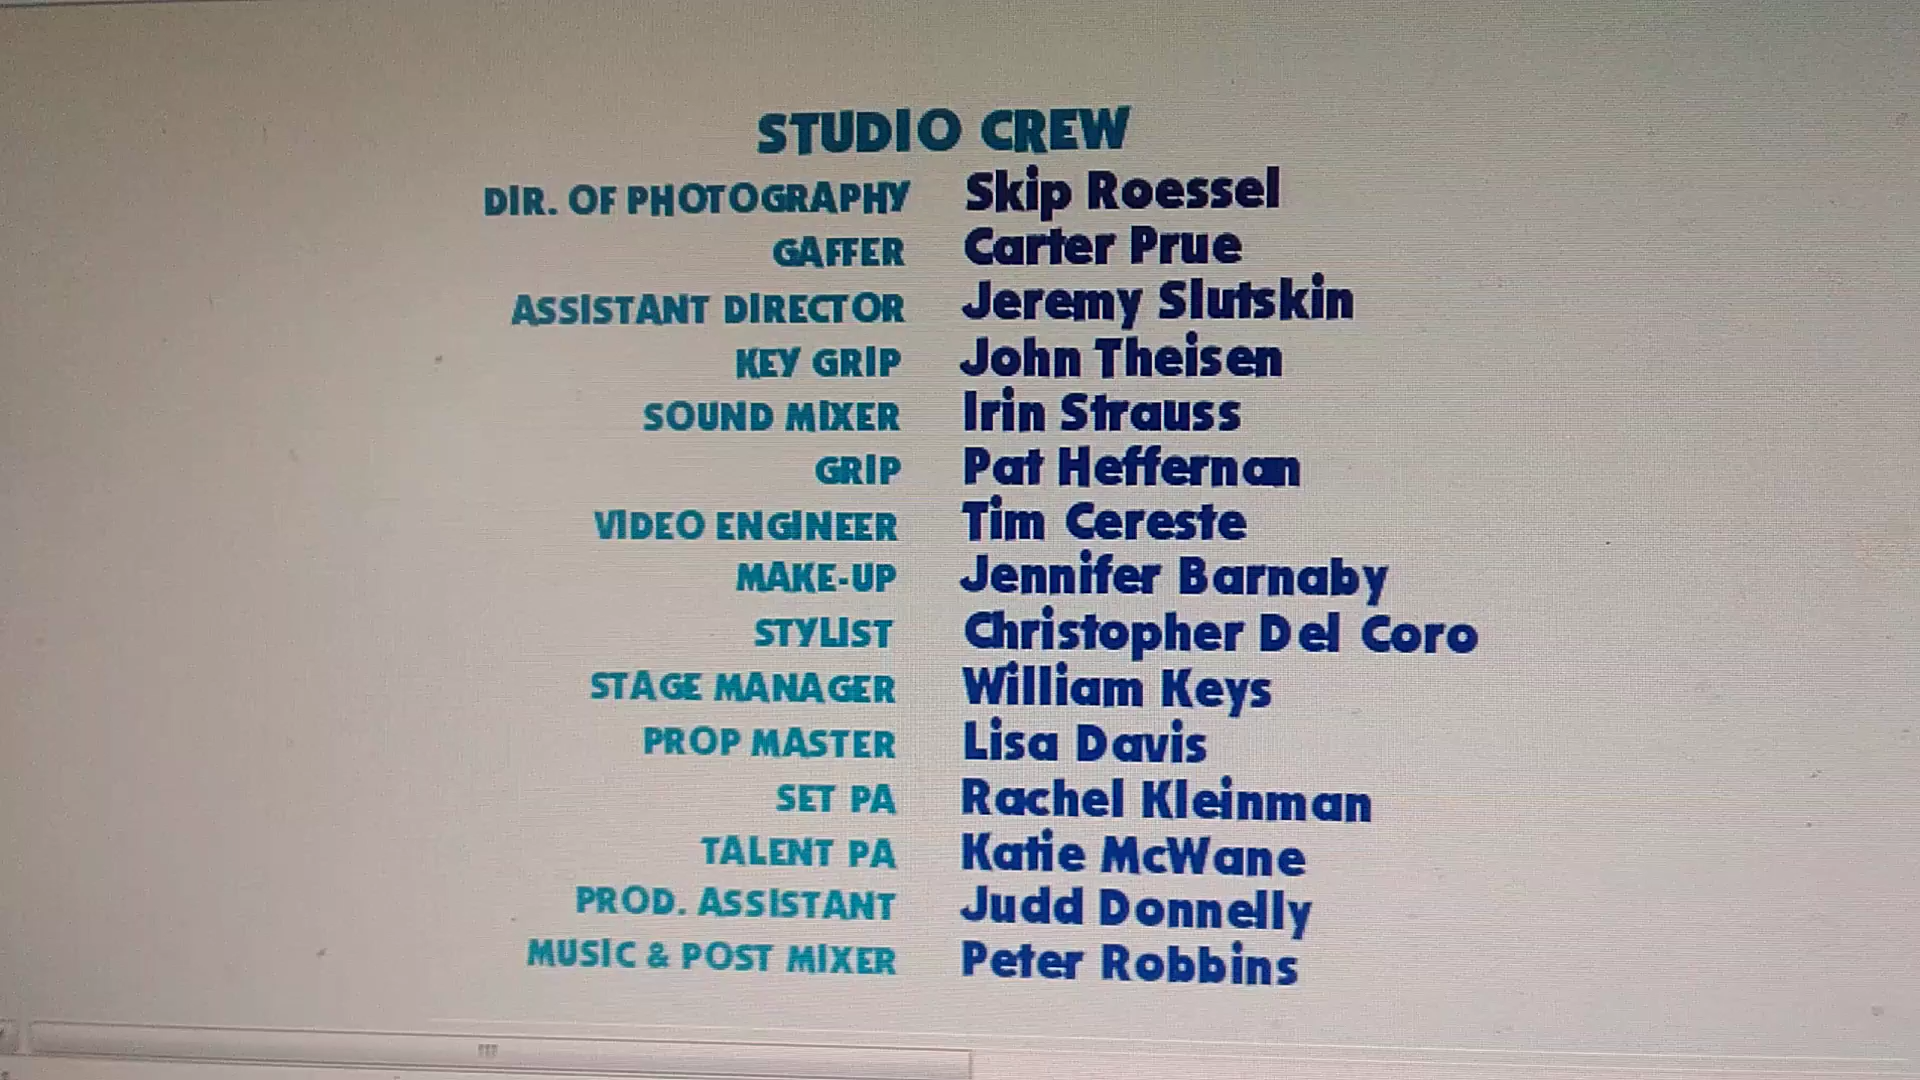 STUDIO CREW
DIR. OF PHOTOGRAPHY Skip Roessel
GAFFER Carter Prue
ASSISTANT DIRECTOR Jeremy Slutskin
KEY GRIP John Theisen
SOUND MIXER Irin Strauss
GRIP Pat Heffernan
VIDEO ENGINEER Tim Cereste
MAKE-UP Jennifer Barnaby
STYLIST Christopher Del Coro
STAGE MANAGER William Keys
PROP MASTER Lisa Davis
SET PA Rachel Kleinman
TALENT PA Katie McWane
PROD. ASSISTANT Judd Donnelly
MUSIC & POST MIXER Peter Robbins